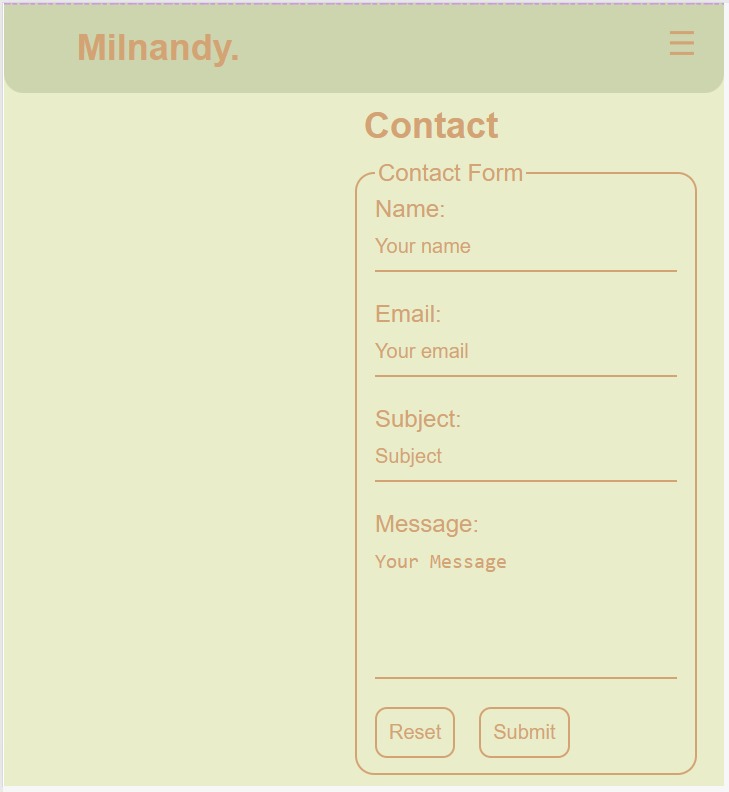 Milnandy.
Contact
Contact Form
Name:
Your name
Email:
Your email
Subject:
Subject
Message:
Your Message
Reset
Submit